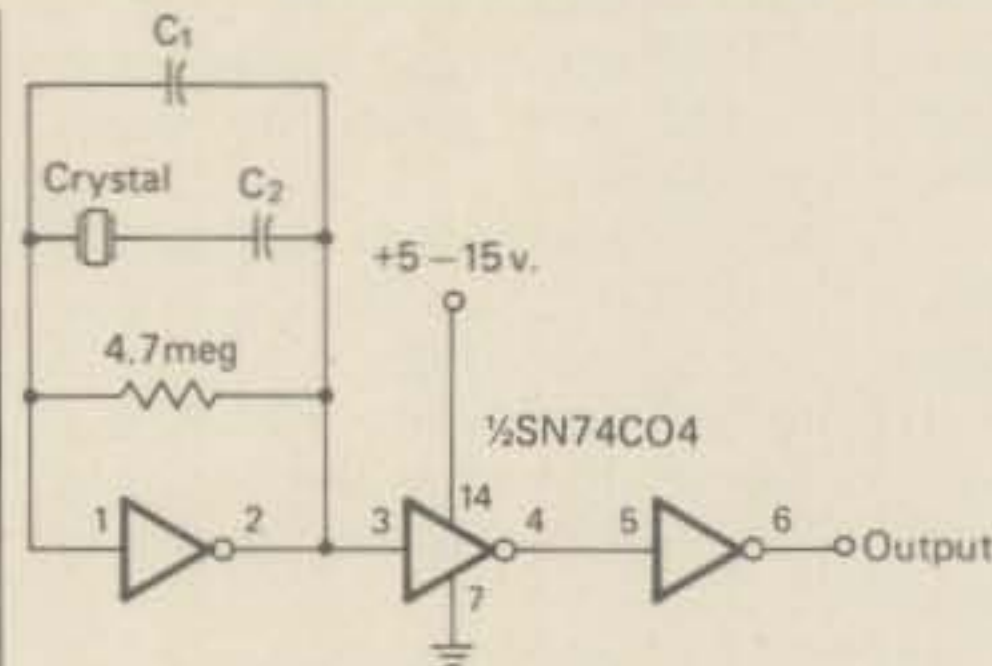 C₁
Crystal
C₂
+5 – 15 v.
4.7meg
½SN74CO4
1
2
3
14
4
5
6
Output
7